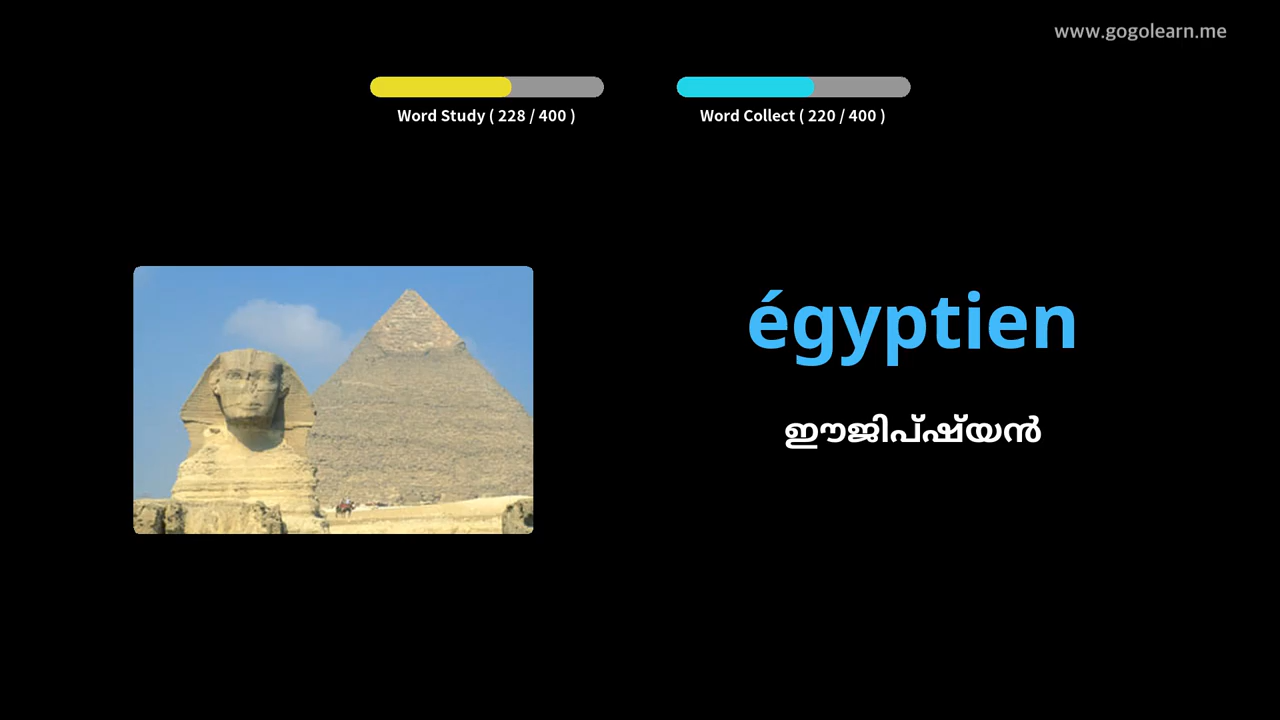 www.gogolearn.me
Word Study ( 228 / 400 )
Word Collect ( 220 / 400 )
égyptien
ഈജിപ്ഷ്യൻ